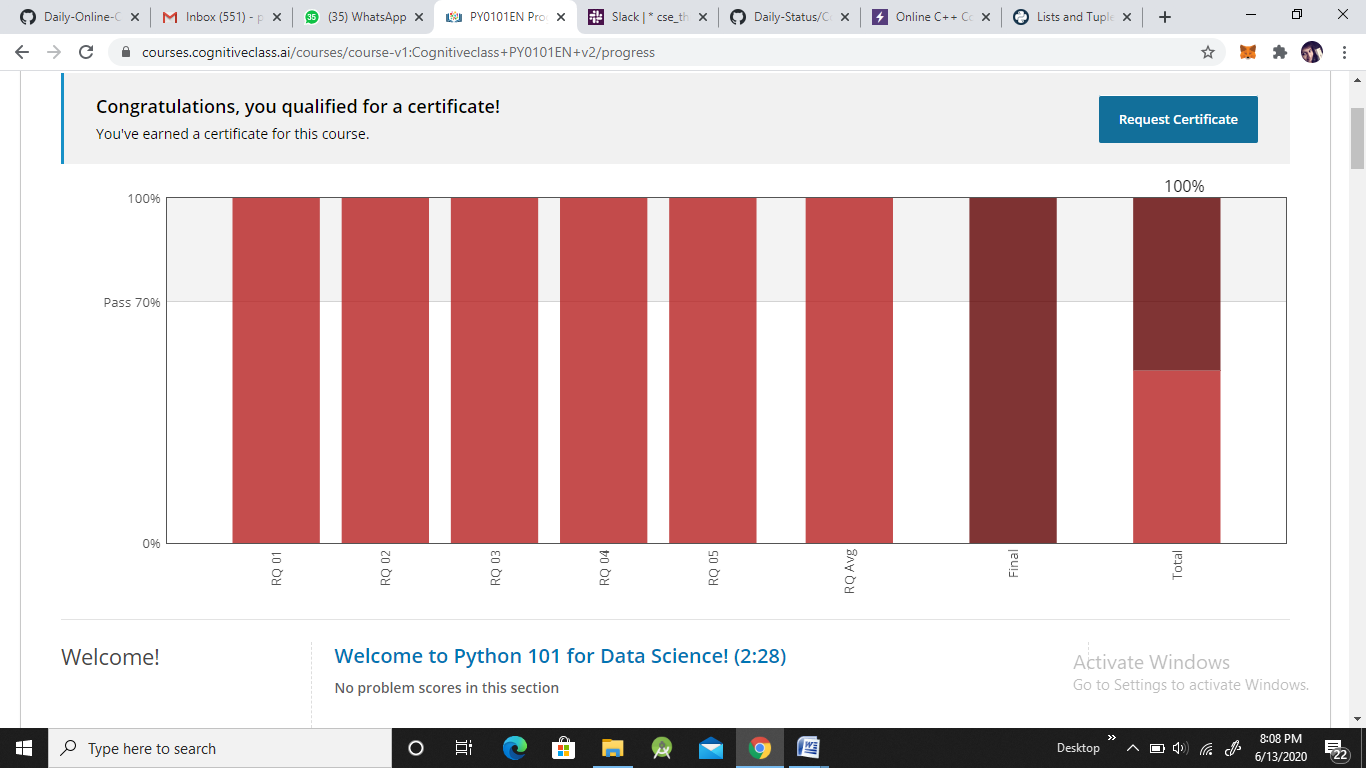 Daily-Online-C
Inbox (551) - p
(35) WhatsApp
PY0101EN Pro
Slack | * cse_th
Daily-Status/C
Online C++ Co
Lists and Tuple
courses.cognitiveclass.ai/courses/course-v1:Cognitiveclass+PY0101EN+v2/progress
Congratulations, you qualified for a certificate!
You've earned a certificate for this course.
Request Certificate
100%
100%
Pass 70%
0%
RQ 01
RQ 02
RQ 03
RQ 04
RQ 05
RQ Avg
Final
Total
Welcome!
Welcome to Python 101 for Data Science! (2:28)
No problem scores in this section
Activate Windows
Go to Settings to activate Windows.
Type here to search
Desktop
8:08 PM
6/13/2020
22